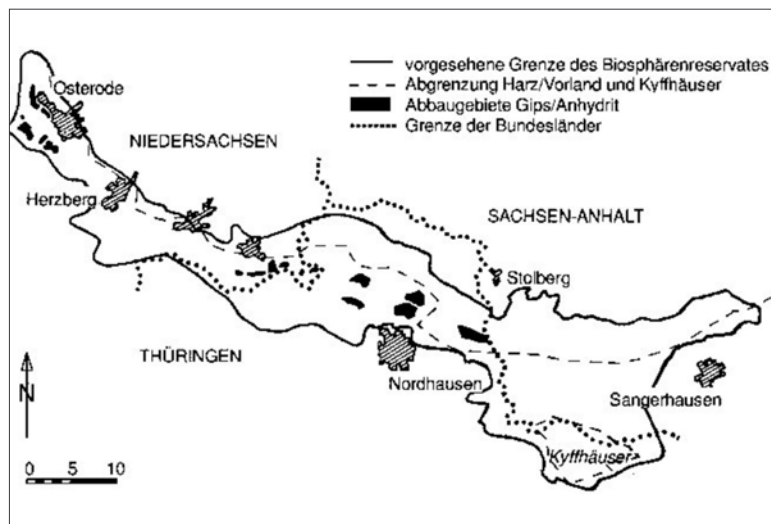 vorgesehene Grenze des Biosphärenreservates
Abgrenzung Harz/Vorland und Kyffhäuser
Abbaugebiete Gips/Anhydrit
Grenze der Bundesländer
Osterode
NIEDERSACHSEN
Herzberg
SACHSEN-ANHALT
Stolberg
THÜRINGEN
Nordhausen
Sangerhausen
N
Kyffhäuser
0 5 10